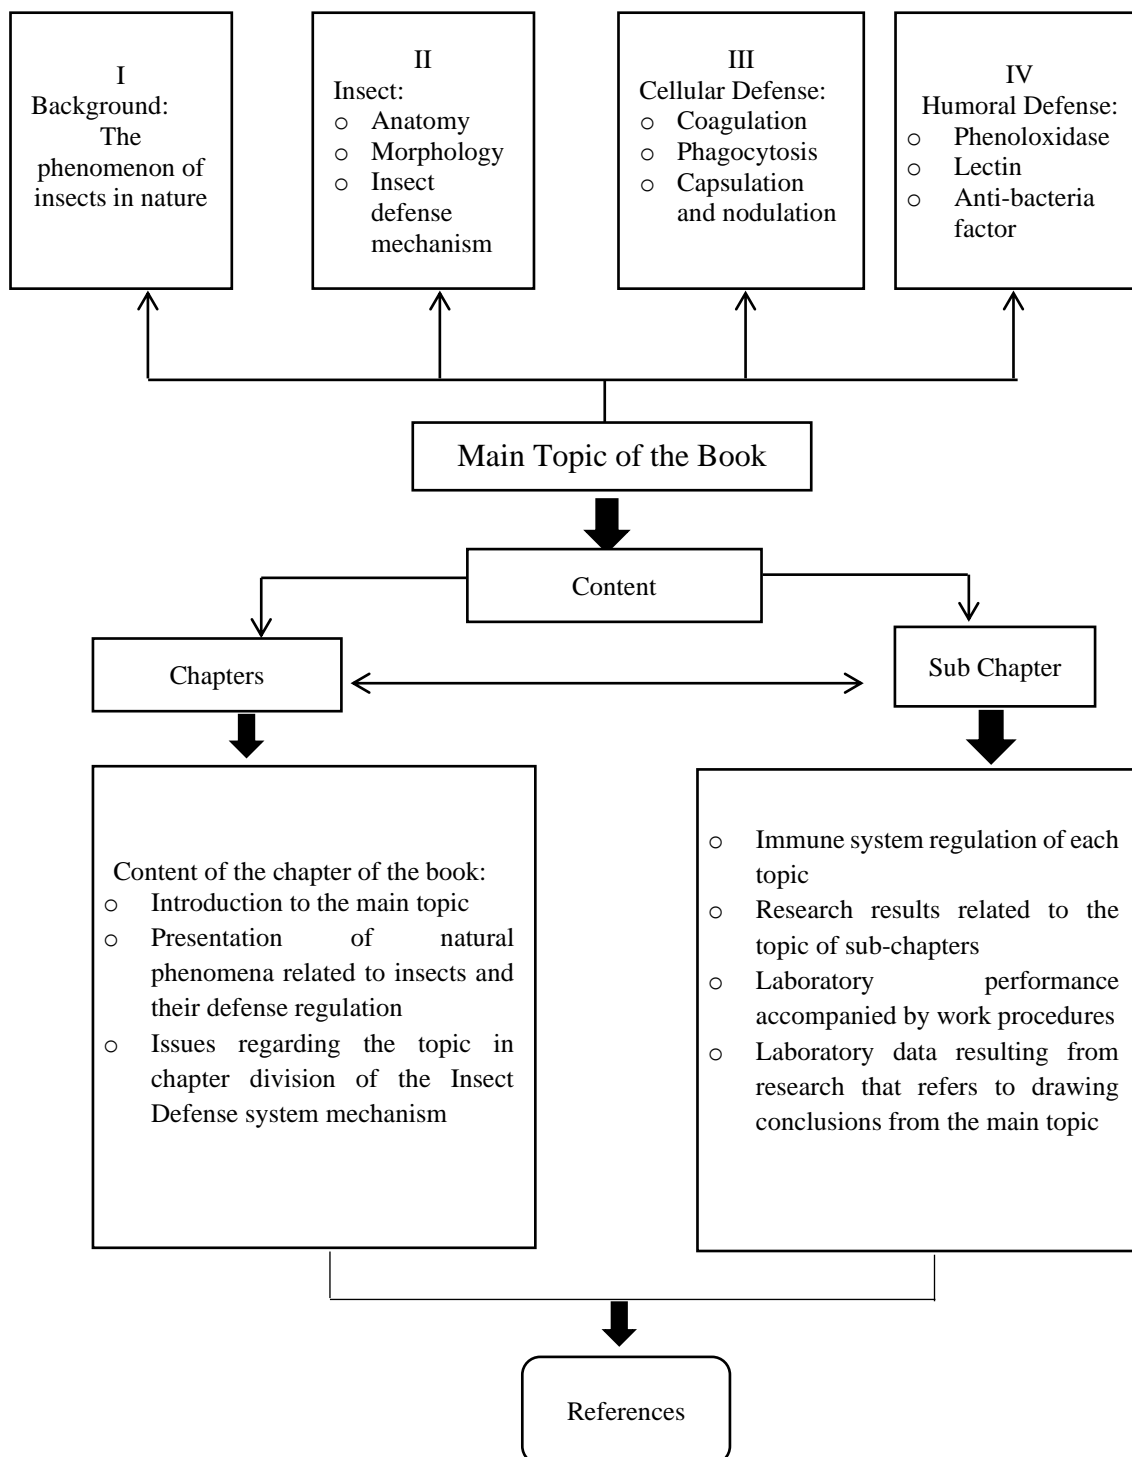 I
Background:
The
phenomenon of
insects in nature
II
Insect:
o Anatomy
o Morphology
o Insect
defense
mechanism
III
Cellular Defense:
o Coagulation
o Phagocytosis
o Capsulation
and nodulation
IV
Humoral Defense:
o Phenoloxidase
o Lectin
o Anti-bacteria
factor
Main Topic of the Book
Content
Chapters
Sub Chapter
Content of the chapter of the book:
o Introduction to the main topic
o Presentation of natural
phenomena related to insects and
their defense regulation
o Issues regarding the topic in
chapter division of the Insect
Defense system mechanism
o Immune system regulation of each
topic
o Research results related to the
topic of sub-chapters
o Laboratory performance
accompanied by work procedures
o Laboratory data resulting from
research that refers to drawing
conclusions from the main topic
References